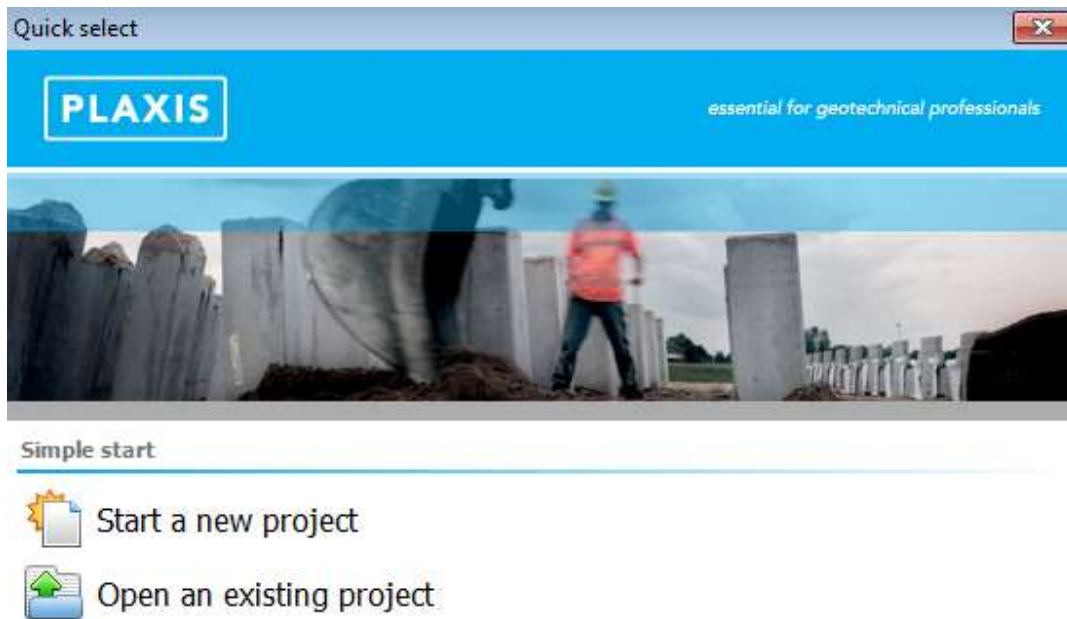 Quick select
PLAXIS
essential for geotechnical professionals
Simple start
Start a new project
Open an existing project